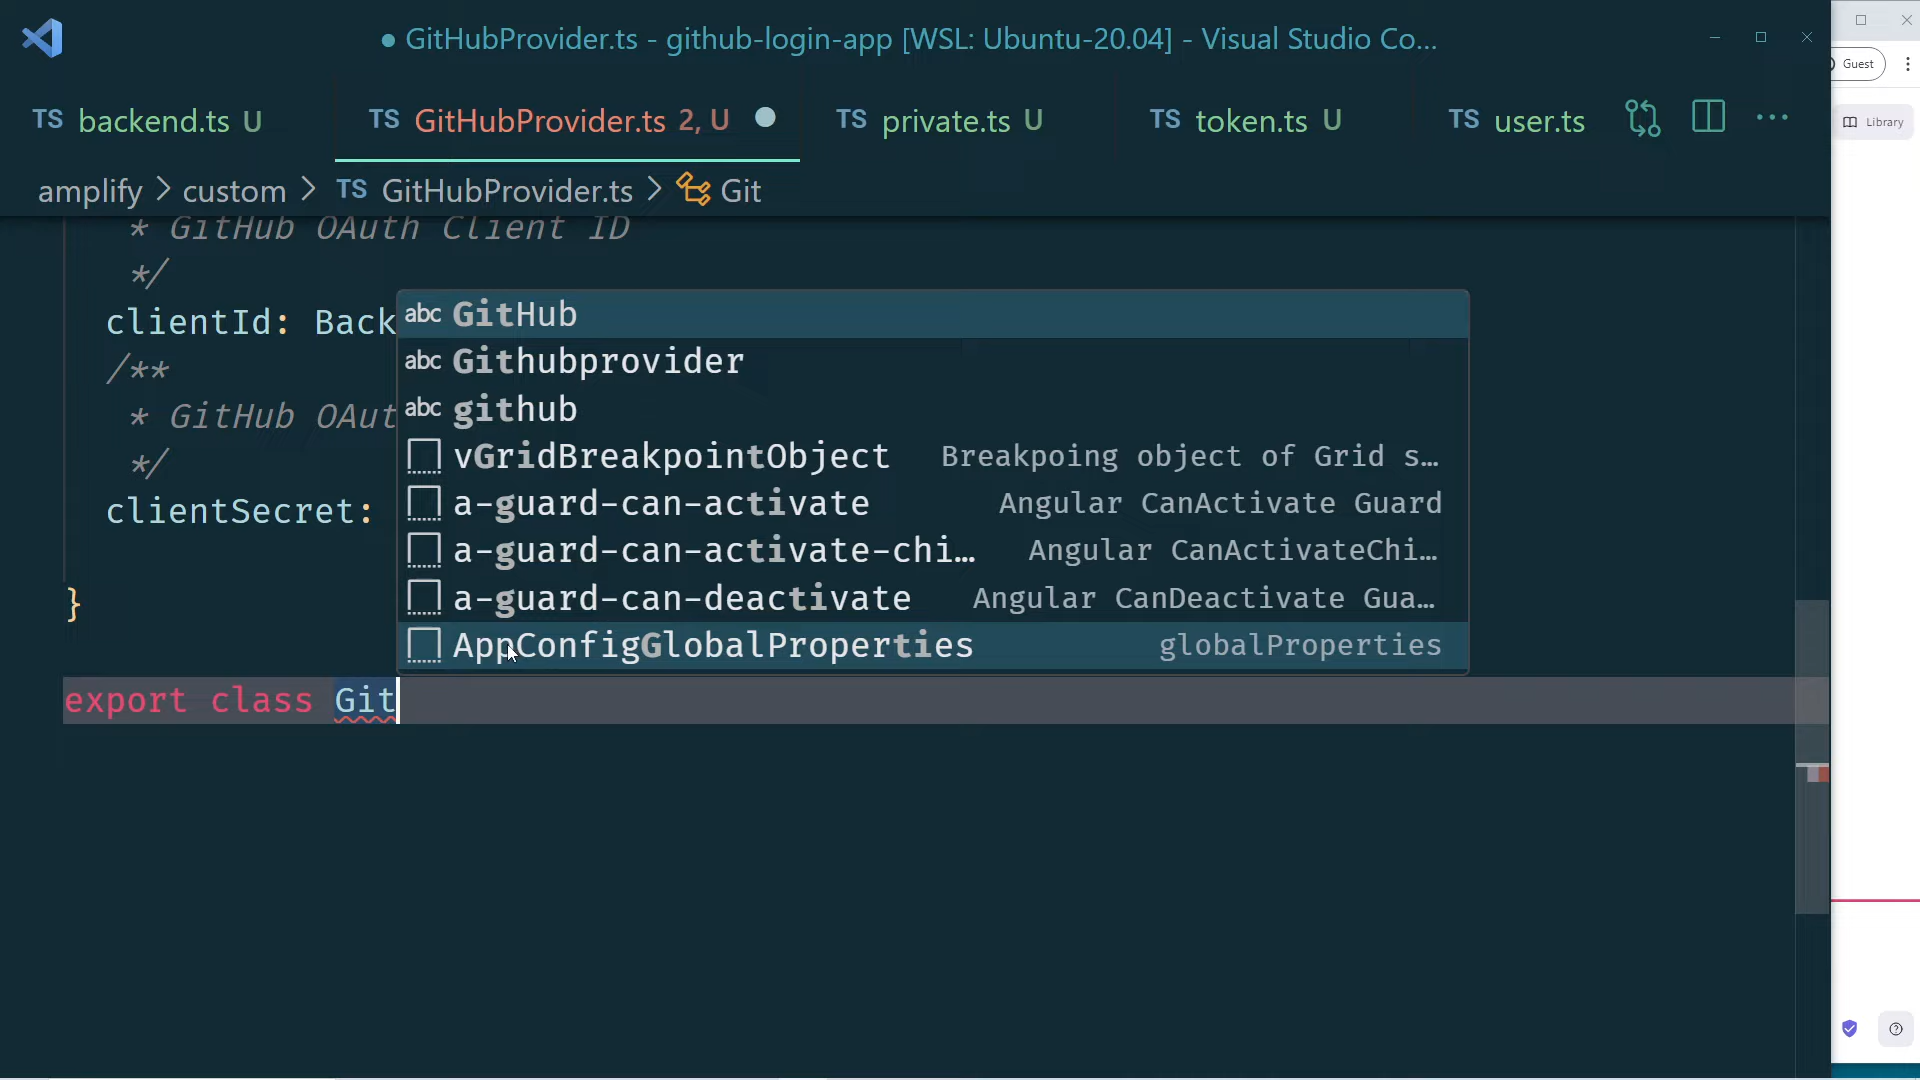 ● GitHubProvider.ts - github-login-app [WSL: Ubuntu-20.04] - Visual Studio Co...
Guest
TS backend.ts U
TS GitHubProvider.ts 2, U
TS private.ts U
TS token.ts U
TS user.ts
Library
amplify > custom > TS GitHubProvider.ts > Git
* GitHub OAuth Client ID
*/
clientId: Back
/**
* GitHub OAut
*/
clientSecret:
}
abc GitHub
abc Githubprovider
abc github
vGridBreakpointObject Breakpoing object of Grid s...
a-guard-can-activate Angular CanActivate Guard
a-guard-can-activate-chi... Angular CanActivateChi...
a-guard-can-deactivate Angular CanDeactivate Gua...
AppConfigGlobalProperties globalProperties
export class Git